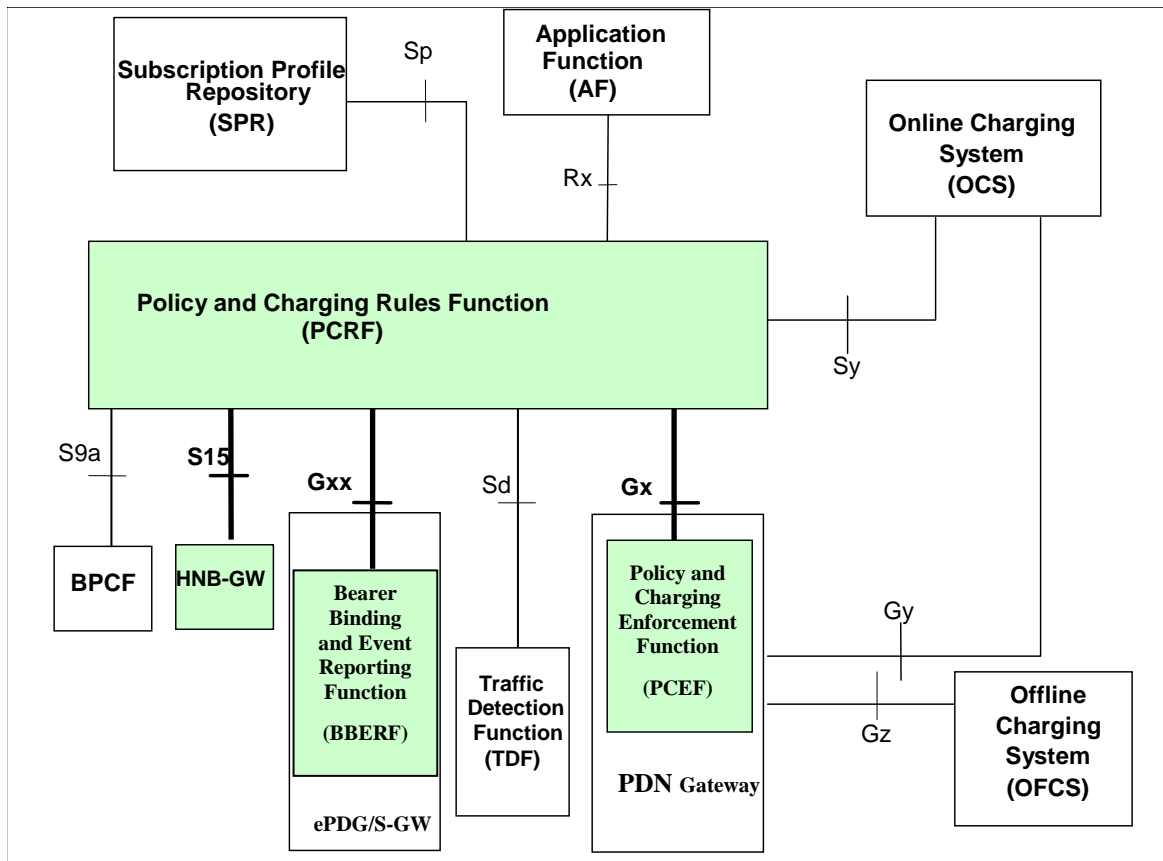 Subscription Profile
Repository
(SPR)
Sp
Application
Function
(AF)
Rx
Online Charging
System
(OCS)
Policy and Charging Rules Function
(PCRF)
Sy
S9a
S15
Gxx
Sd
Gx
BPCF
HNB-GW
Bearer
Binding
and Event
Reporting
Function
(BBERF)
ePDG/S-GW
Traffic
Detection
Function
(TDF)
Policy and
Charging
Enforcement
Function
(PCEF)
PDN Gateway
Gy
Gz
Offline
Charging
System
(OFCS)